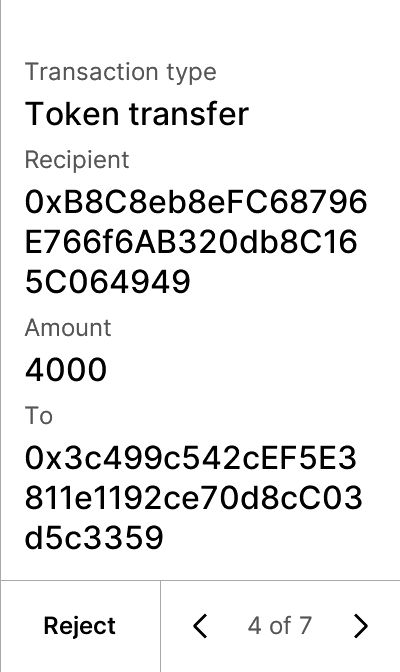 Transaction type
Token transfer
Recipient
0xB8C8eb8eFC68796
E766f6AB320db8C16
5C064949
Amount
4000
To
0x3c499c542cEF5E3
811e1192ce70d8cC03
d5c3359
Reject
4 of 7